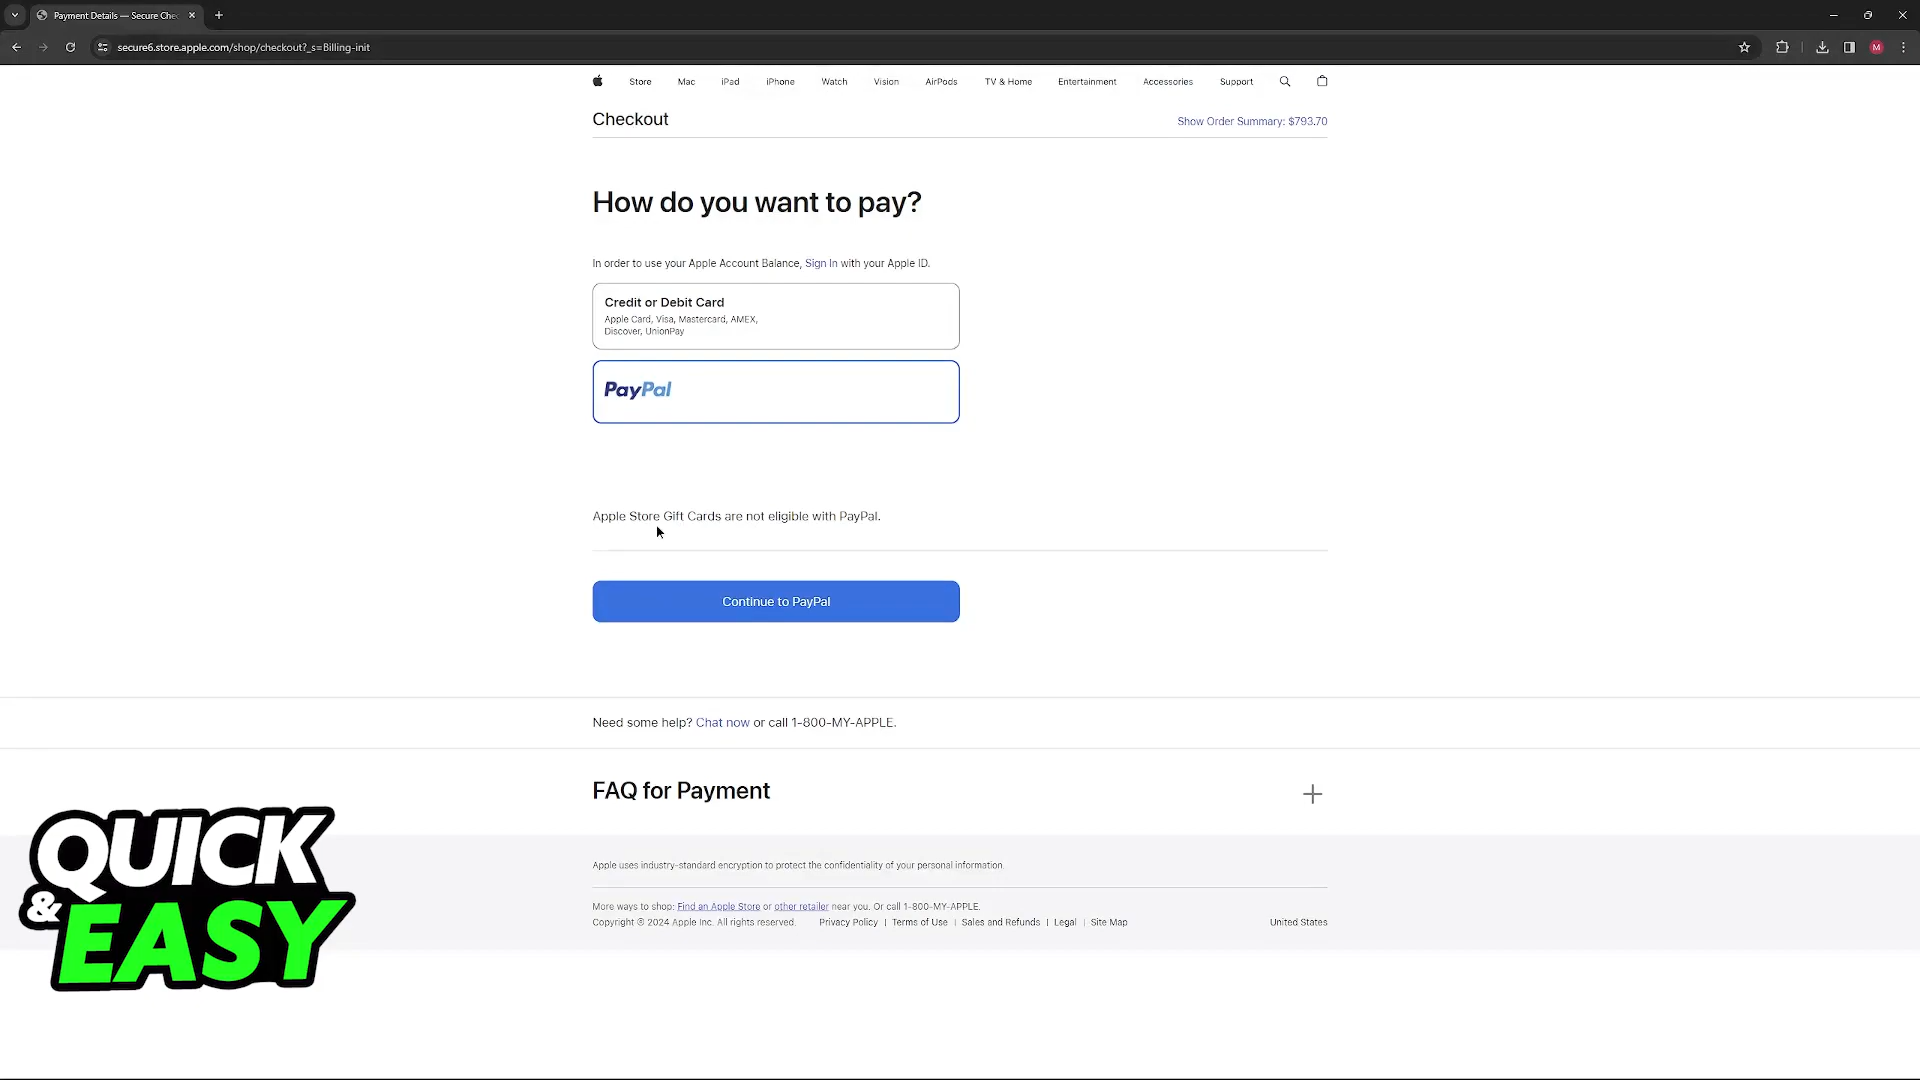 Payment Details — Secure Che
secure6.store.apple.com/shop/checkout?_s=Billing-init
M
Store Mac iPad iPhone Watch Vision AirPods TV & Home Entertainment Accessories Support
Checkout
Show Order Summary: $793.70
How do you want to pay?
In order to use your Apple Account Balance, Sign In with your Apple ID.
Credit or Debit Card
Apple Card, Visa, Mastercard, AMEX,
Discover, UnionPay
PayPal
Apple Store Gift Cards are not eligible with PayPal.
Continue to PayPal
Need some help? Chat now or call 1-800-MY-APPLE.
FAQ for Payment
Apple uses industry-standard encryption to protect the confidentiality of your personal information.
More ways to shop: Find an Apple Store or other retailer near you. Or call 1-800-MY-APPLE.
Copyright © 2024 Apple Inc. All rights reserved. Privacy Policy | Terms of Use | Sales and Refunds | Legal | Site Map United States
QUICK
& EASY